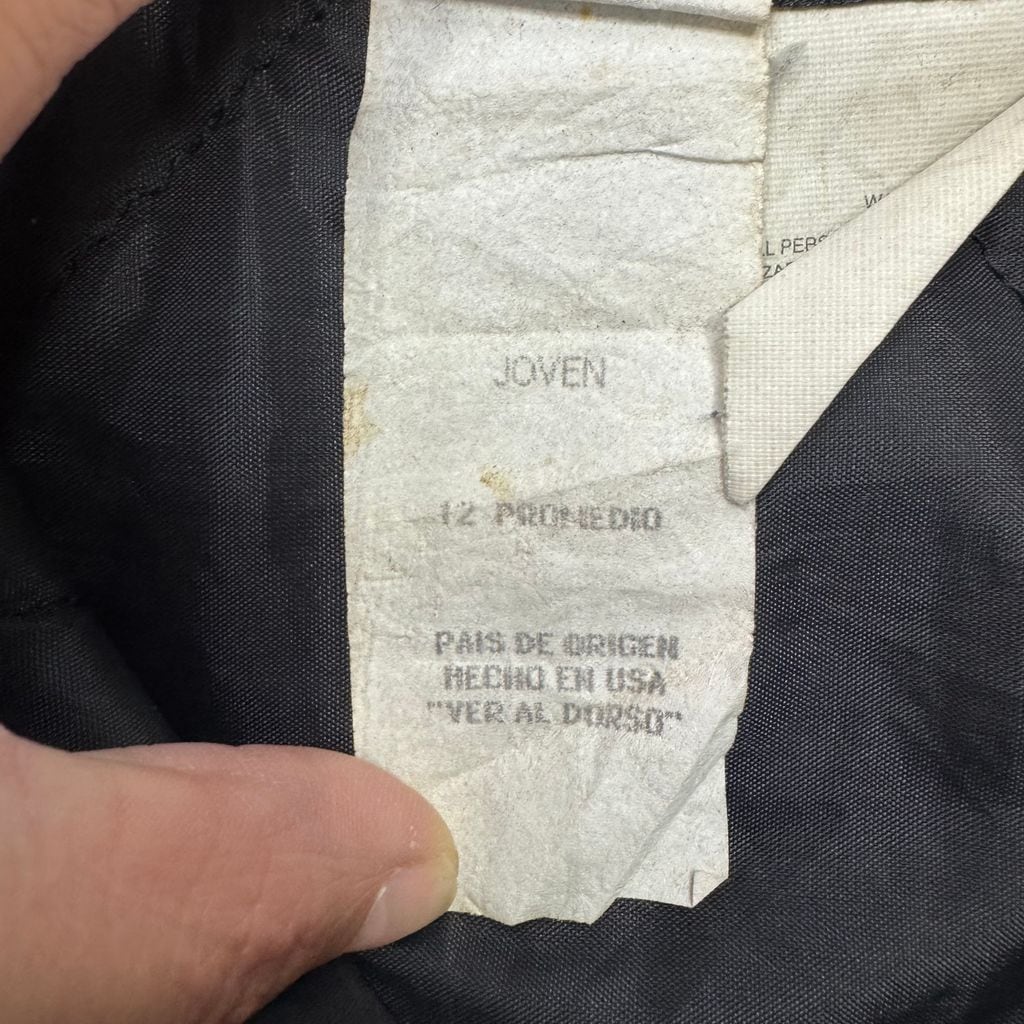 JOVEN
12 PROMEDIO
PAIS DE ORIGEN
HECHO EN USA
"VER AL DORSO"